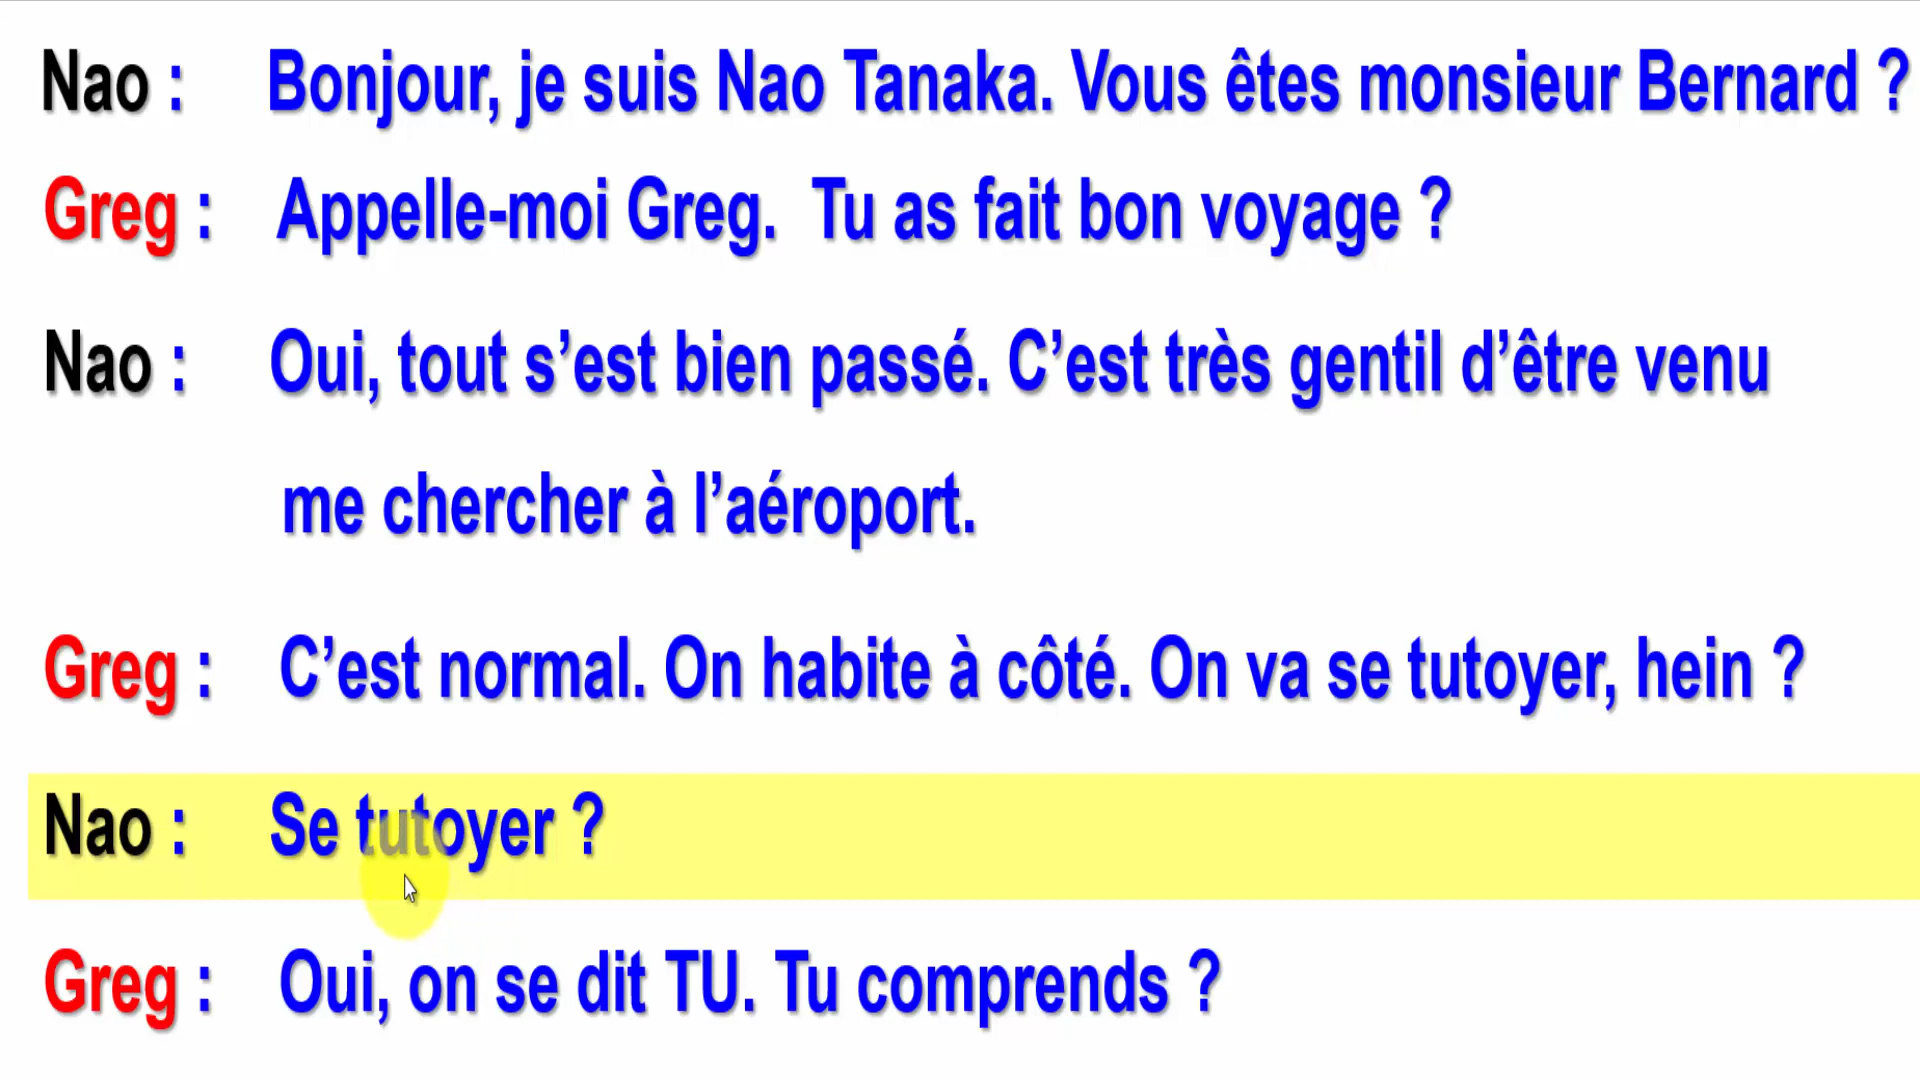 Nao : Bonjour, je suis Nao Tanaka. Vous êtes monsieur Bernard ?
Greg : Appelle-moi Greg. Tu as fait bon voyage ?
Nao : Oui, tout s’est bien passé. C’est très gentil d’être venu
me chercher à l’aéroport.
Greg : C’est normal. On habite à côté. On va se tutoyer, hein ?
Nao : Se tutoyer ?
Greg : Oui, on se dit TU. Tu comprends ?